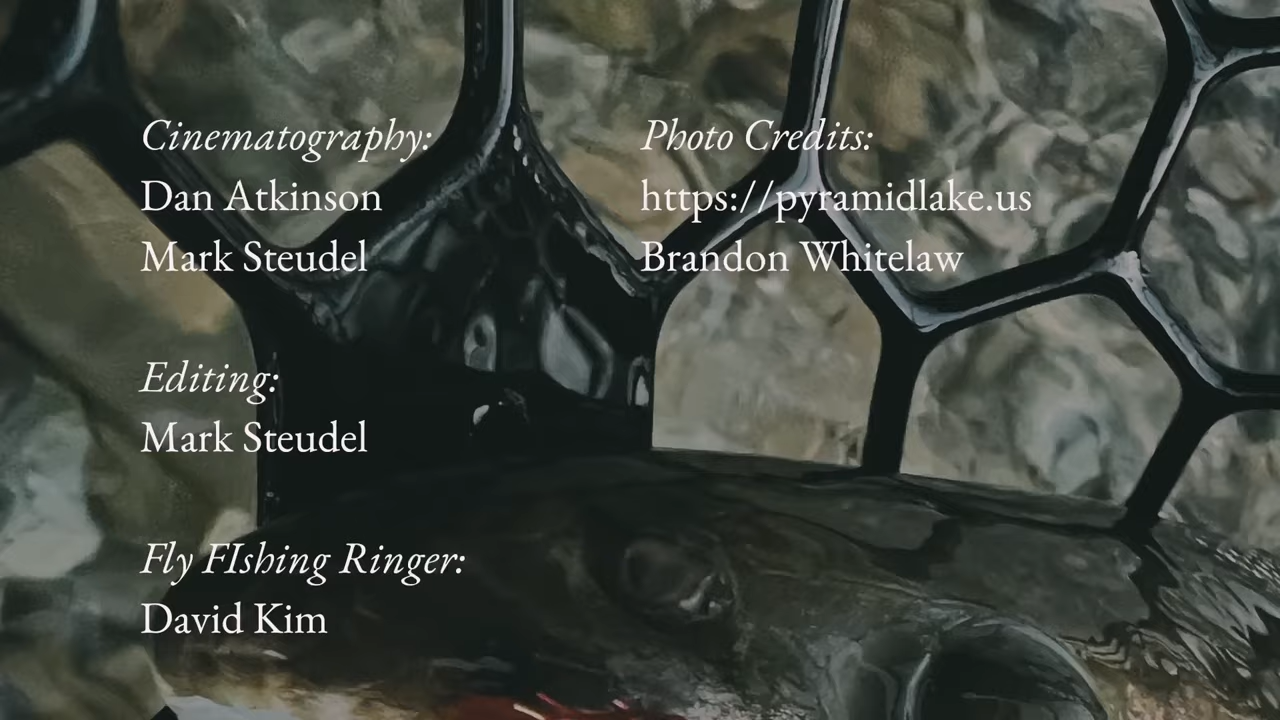 Cinematography:
Dan Atkinson
Mark Steudel
Editing:
Mark Steudel
Fly FIshing Ringer:
David Kim
Photo Credits:
https://pyramidlake.us
Brandon Whitelaw